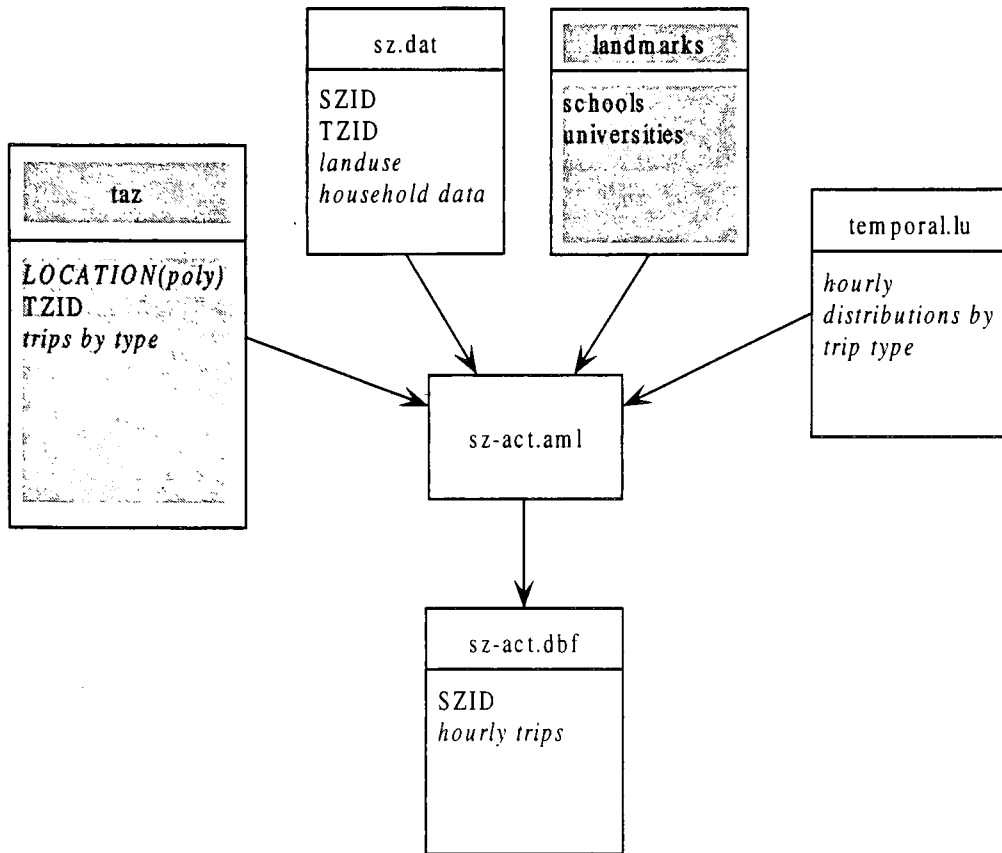 sz.dat
SZID
TZID
landuse
household data
landmarks
schools
universities
taz
LOCATION(poly)
TZID
trips by type
temporal.lu
hourly
distributions by
trip type
sz-act.aml
sz-act.dbf
SZID
hourly trips